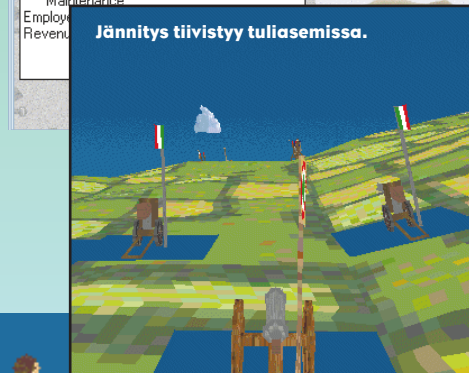 Maintenance
Employe
Revenu
Jännitys tiivistyy tuliasemissa.